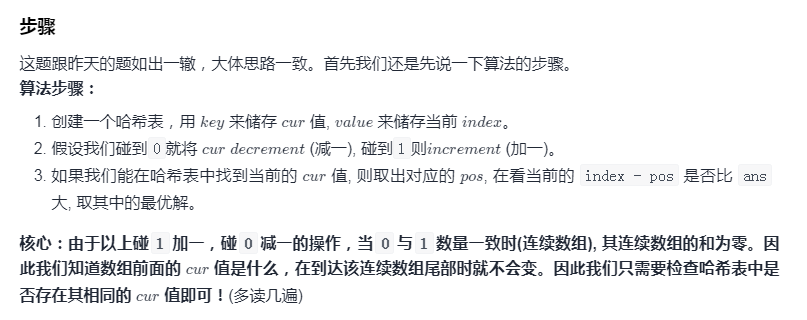 步骤
这题跟昨天的题如出一辙，大体思路一致。首先我们还是先说一下算法的步骤。
算法步骤：
1. 创建一个哈希表，用 key 来储存 cur 值, value 来储存当前 index。
2. 假设我们碰到 0 就将 cur decrement (减一), 碰到 1 则increment (加一)。
3. 如果我们能在哈希表中找到当前的 cur 值, 则取出对应的 pos, 在看当前的 index - pos 是否比 ans
大, 取其中的最优解。
核心：由于以上碰 1 加一，碰 0 减一的操作，当 0 与 1 数量一致时(连续数组), 其连续数组的和为零。因
此我们知道数组前面的 cur 值是什么，在到达该连续数组尾部时就不会变。因此我们只需要检查哈希表中是
否存在其相同的 cur 值即可！(多读几遍)